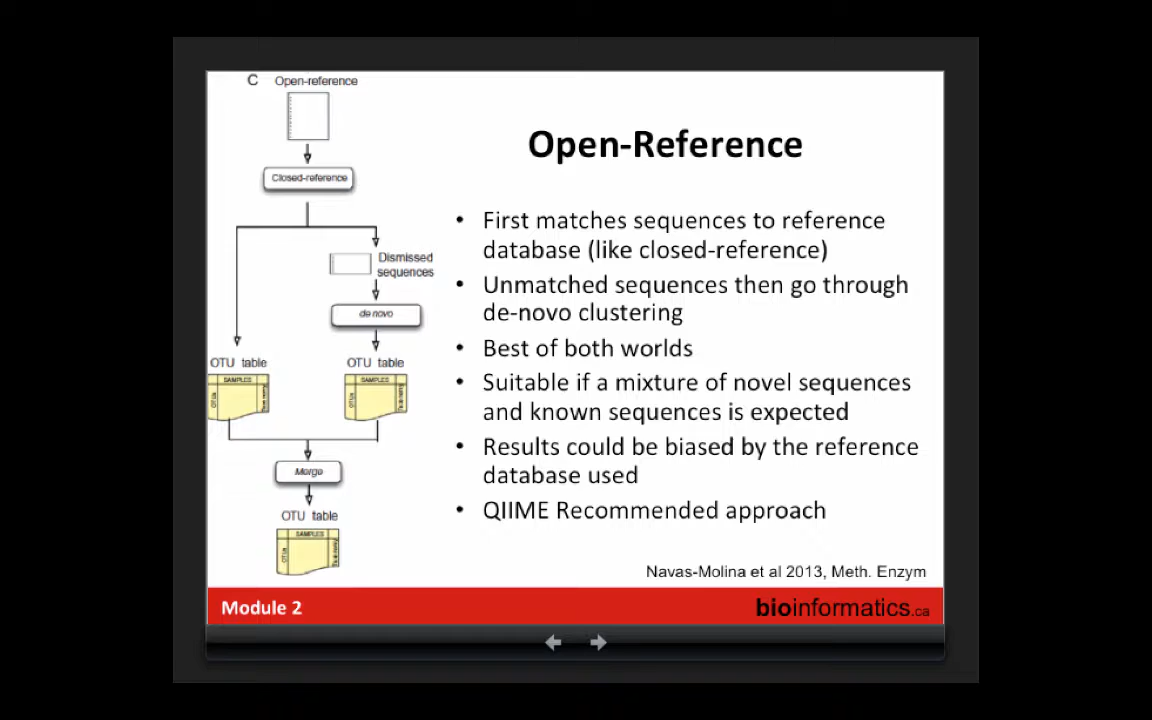 C Open-reference
Closed-reference
Dismissed
sequences
de novo
OTU table
OTU table
SAMPLES
OTUs
SAMPLES
OTUs
Merge
OTU table
SAMPLES
OTUs
Open-Reference
• First matches sequences to reference
database (like closed-reference)
• Unmatched sequences then go through
de-novo clustering
• Best of both worlds
• Suitable if a mixture of novel sequences
and known sequences is expected
• Results could be biased by the reference
database used
• QIIME Recommended approach
Navas-Molina et al 2013, Meth. Enzym
Module 2
bioinformatics.ca